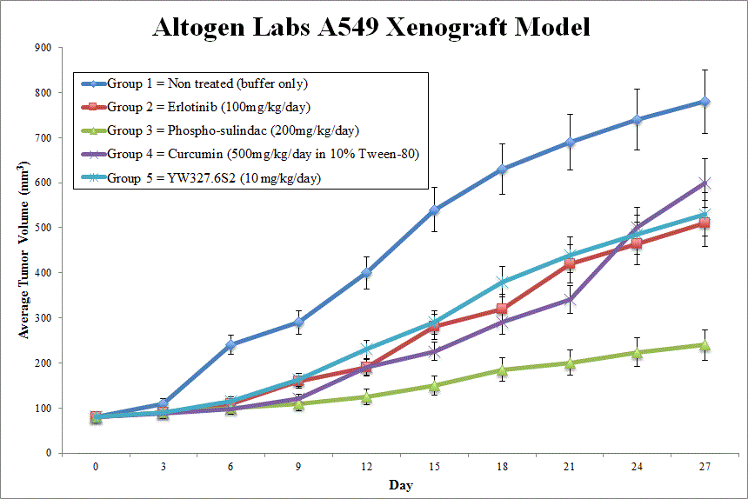 Altogen Labs A549 Xenograft Model
900
800
700
600
500
400
300
200
100
0
Average Tumor Volume (mm³)
Group 1 = Non treated (buffer only)
Group 2 = Erlotinib (100mg/kg/day)
Group 3 = Phospho-sulindac (200mg/kg/day)
Group 4 = Curcumin (500mg/kg/day in 10% Tween-80)
Group 5 = YW327.6S2 (10 mg/kg/day)
0 3 6 9 12 15 18 21 24 27
Day